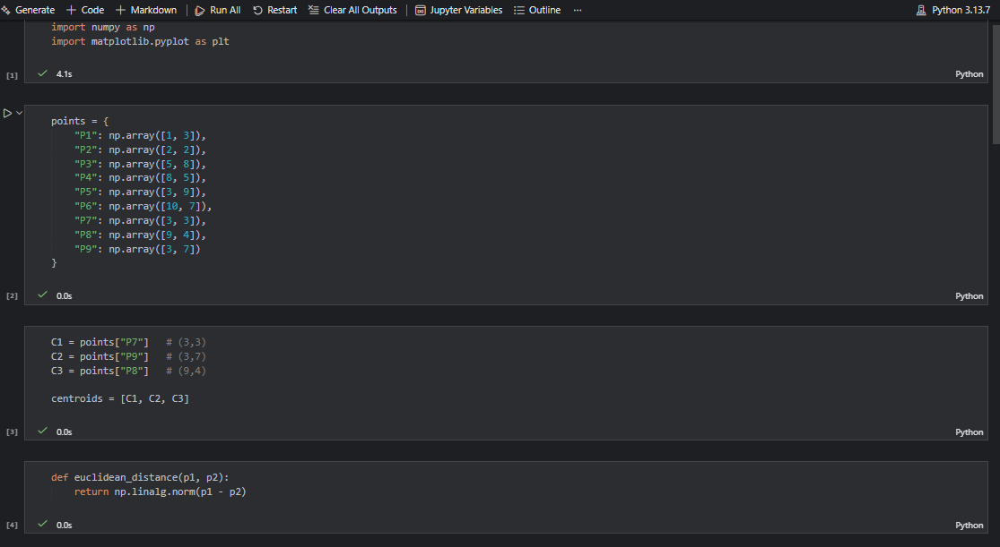 Generate + Code + Markdown Run All Restart Clear All Outputs Jupyter Variables Outline ... Python 3.13.7
import numpy as np
import matplotlib.pyplot as plt
[1] 4.1s Python
points = {
"P1": np.array([1, 3]),
"P2": np.array([2, 2]),
"P3": np.array([5, 8]),
"P4": np.array([8, 5]),
"P5": np.array([3, 9]),
"P6": np.array([10, 7]),
"P7": np.array([3, 3]),
"P8": np.array([9, 4]),
"P9": np.array([3, 7])
}
[2] 0.0s Python
C1 = points["P7"] # (3,3)
C2 = points["P9"] # (3,7)
C3 = points["P8"] # (9,4)
centroids = [C1, C2, C3]
[3] 0.0s Python
def euclidean_distance(p1, p2):
return np.linalg.norm(p1 - p2)
[4] 0.0s Python